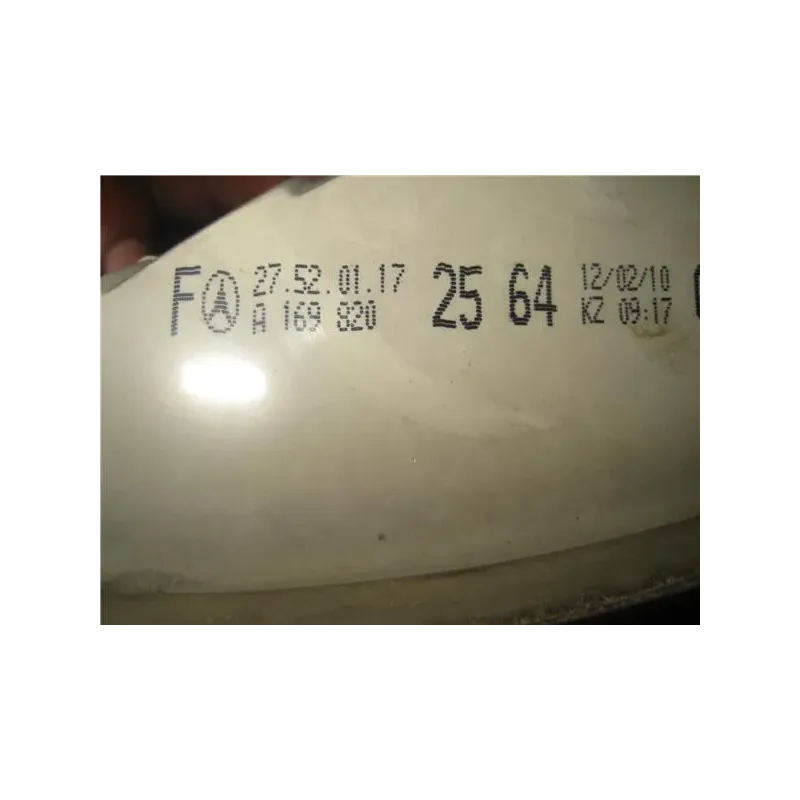 F 27.52.01.17 25 64 12/02/10
A 169 820 KZ 09:17